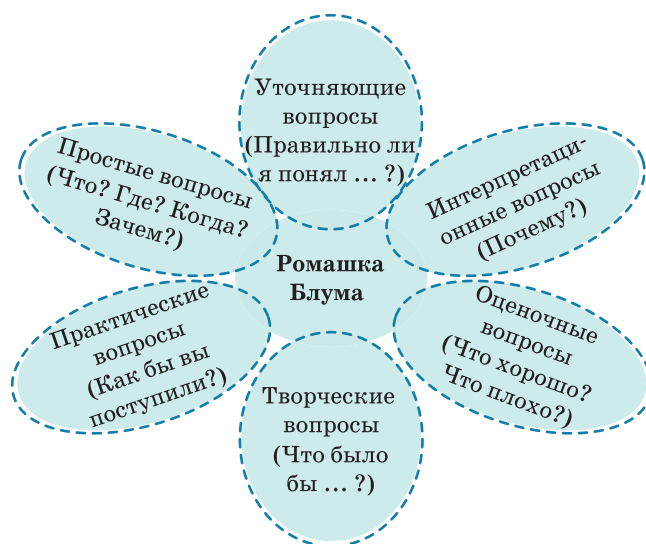 Уточняющие
вопросы
(Правильно ли
я понял ... ?)
Простые вопросы
(Что? Где? Когда?
Зачем?)
Интерпретаци-
онные вопросы
(Почему?)
Ромашка
Блума
Практические
вопросы
(Как бы вы
поступили?)
Оценочные
вопросы
(Что хорошо?
Что плохо?)
Творческие
вопросы
(Что было
бы ... ?)